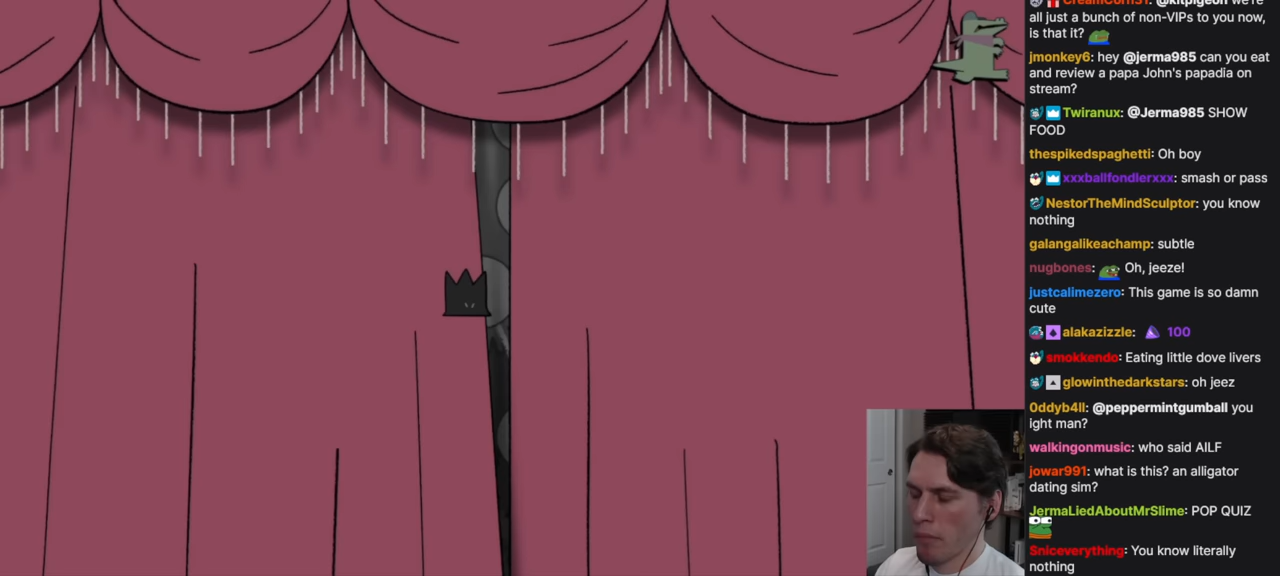 CreamCorn31: @kitpigeon we're
all just a bunch of non-VIPs to you now,
is that it?
jmonkey6: hey @jerma985 can you eat
and review a papa John's papadia on
stream?
Twiranux: @Jerma985 SHOW
FOOD
thespikedspaghetti: Oh boy
xxxballfondlerxxx: smash or pass
NestorTheMindSculptor: you know
nothing
galangalikeachamp: subtle
nugbones: Oh, jeeze!
justcalimezero: This game is so damn
cute
alakazizzle: 100
smokkendo: Eating little dove livers
glowinthedarkstars: oh jeez
0ddyb4ll: @peppermintgumball you
ight man?
walkingonmusic: who said AILF
jowar991: what is this? an alligator
dating sim?
JermaLiedAboutMrSlime: POP QUIZ
Sniceverything: You know literally
nothing